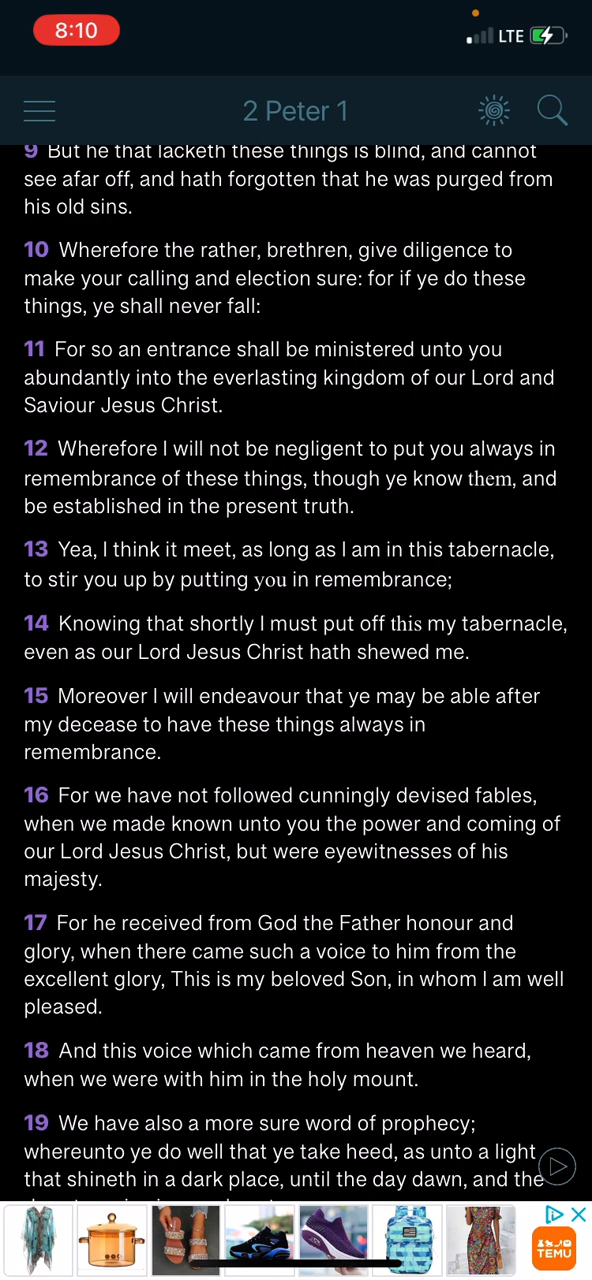 8:10
LTE
2 Peter 1
9 But he that lacketh these things is blind, and cannot
see afar off, and hath forgotten that he was purged from
his old sins.
10 Wherefore the rather, brethren, give diligence to
make your calling and election sure: for if ye do these
things, ye shall never fall:
11 For so an entrance shall be ministered unto you
abundantly into the everlasting kingdom of our Lord and
Saviour Jesus Christ.
12 Wherefore I will not be negligent to put you always in
remembrance of these things, though ye know them, and
be established in the present truth.
13 Yea, I think it meet, as long as I am in this tabernacle,
to stir you up by putting you in remembrance;
14 Knowing that shortly I must put off this my tabernacle,
even as our Lord Jesus Christ hath shewed me.
15 Moreover I will endeavour that ye may be able after
my decease to have these things always in
remembrance.
16 For we have not followed cunningly devised fables,
when we made known unto you the power and coming of
our Lord Jesus Christ, but were eyewitnesses of his
majesty.
17 For he received from God the Father honour and
glory, when there came such a voice to him from the
excellent glory, This is my beloved Son, in whom I am well
pleased.
18 And this voice which came from heaven we heard,
when we were with him in the holy mount.
19 We have also a more sure word of prophecy;
whereunto ye do well that ye take heed, as unto a light
that shineth in a dark place, until the day dawn, and the
TEMU